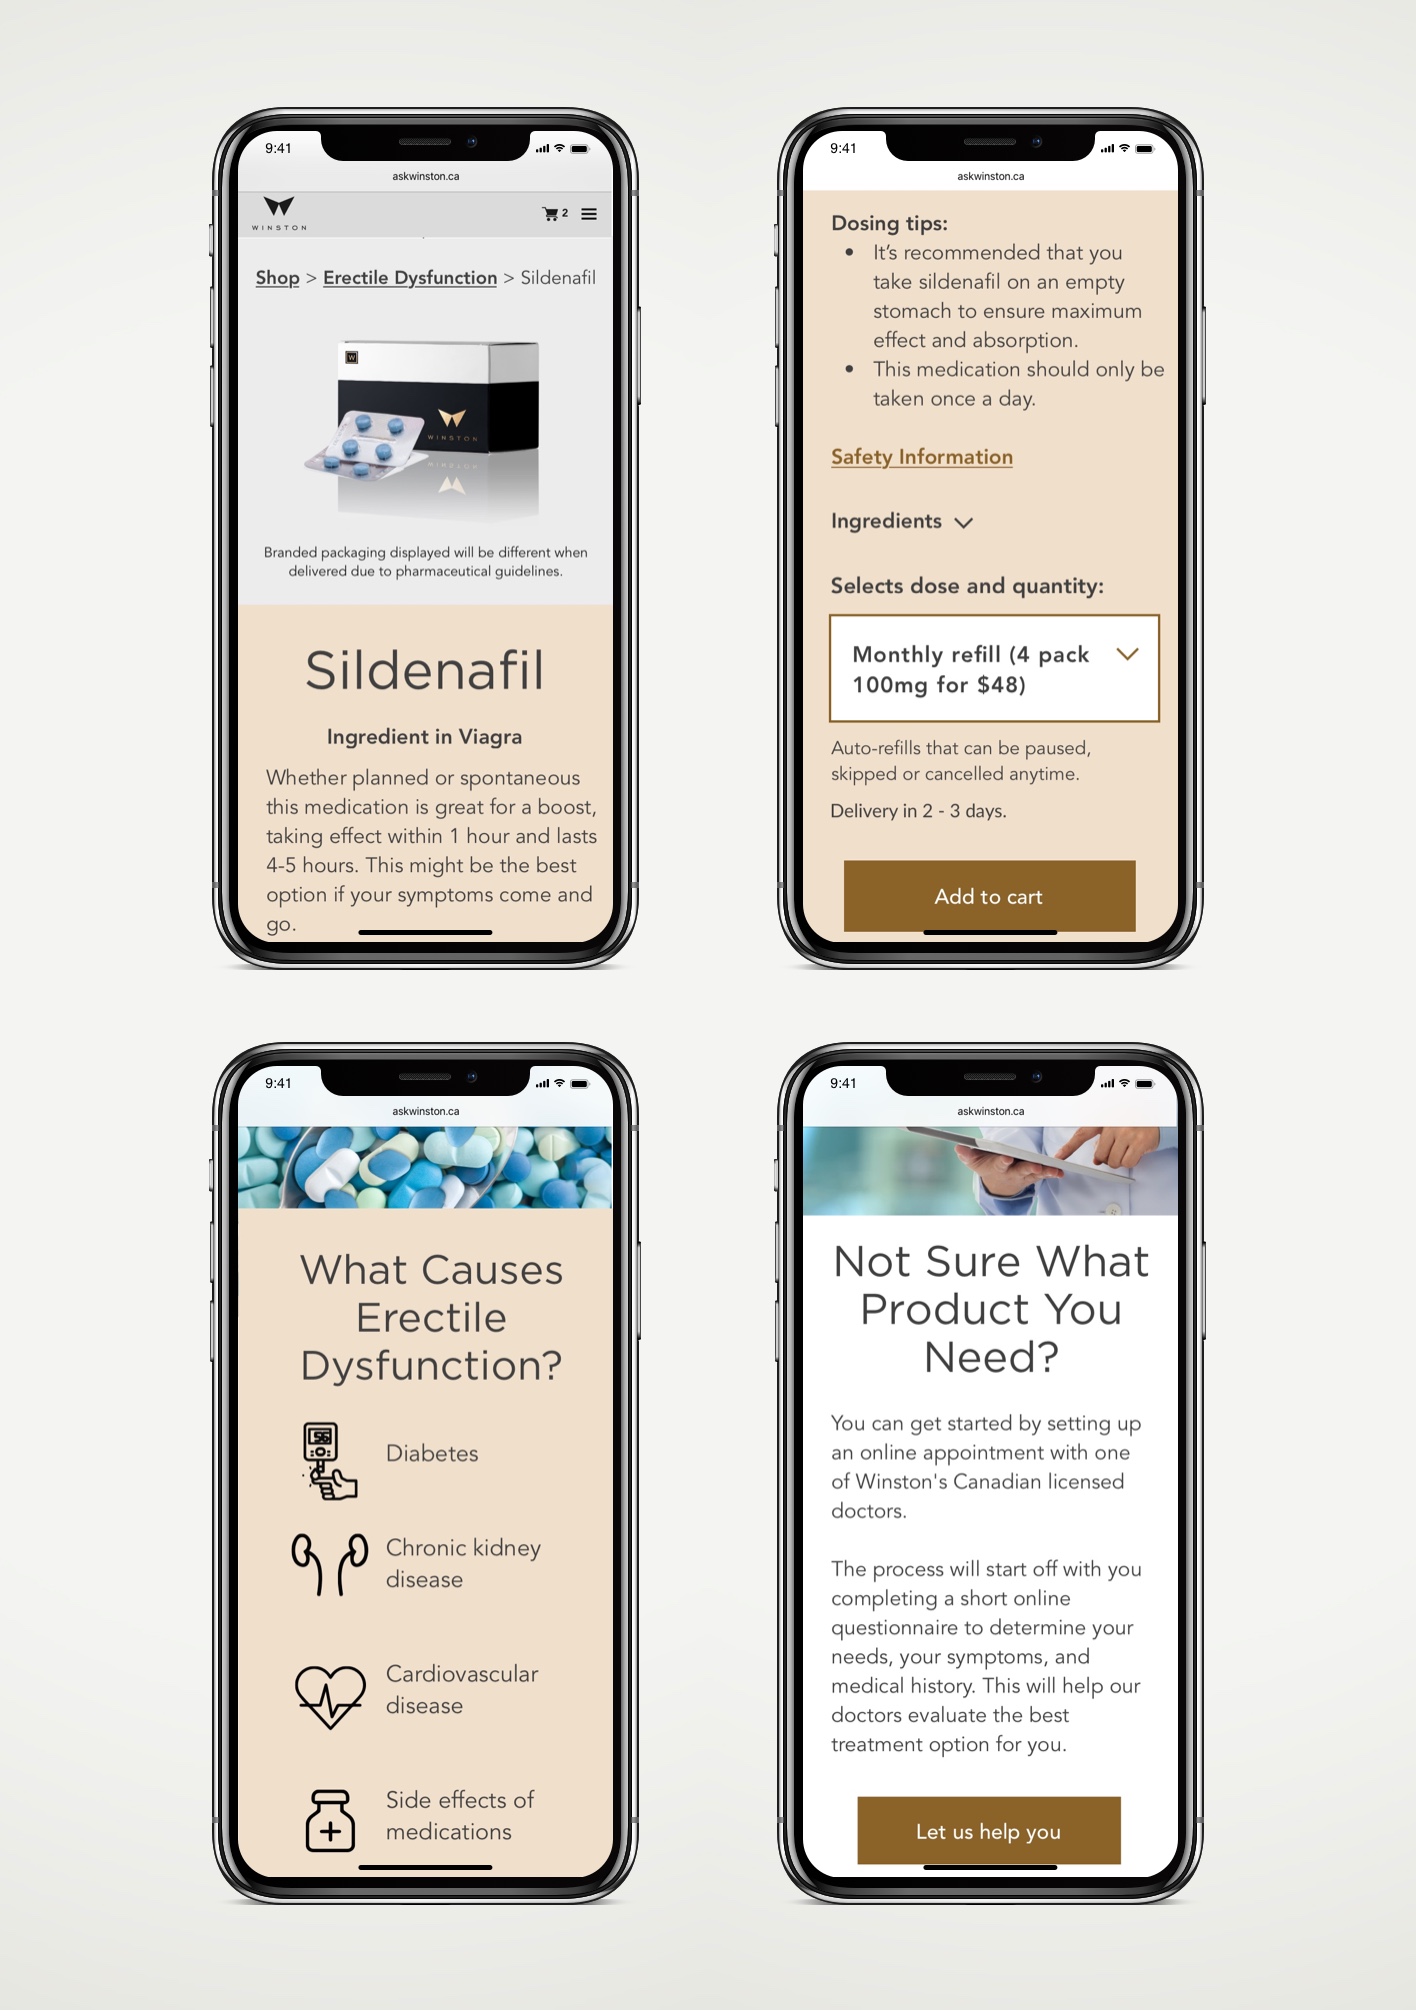 9:41
askwinston.ca
WINSTON
2
Shop > Erectile Dysfunction > Sildenafil
W
WINSTON
Branded packaging displayed will be different when
delivered due to pharmaceutical guidelines.
Sildenafil
Ingredient in Viagra
Whether planned or spontaneous
this medication is great for a boost,
taking effect within 1 hour and lasts
4-5 hours. This might be the best
option if your symptoms come and
go.
9:41
askwinston.ca
Dosing tips:
• It’s recommended that you
take sildenafil on an empty
stomach to ensure maximum
effect and absorption.
• This medication should only be
taken once a day.
Safety Information
Ingredients
Selects dose and quantity:
Monthly refill (4 pack
100mg for $48)
Auto-refills that can be paused,
skipped or cancelled anytime.
Delivery in 2 - 3 days.
Add to cart
9:41
askwinston.ca
What Causes
Erectile
Dysfunction?
Diabetes
Chronic kidney
disease
Cardiovascular
disease
Side effects of
medications
9:41
askwinston.ca
Not Sure What
Product You
Need?
You can get started by setting up
an online appointment with one
of Winston's Canadian licensed
doctors.
The process will start off with you
completing a short online
questionnaire to determine your
needs, your symptoms, and
medical history. This will help our
doctors evaluate the best
treatment option for you.
Let us help you